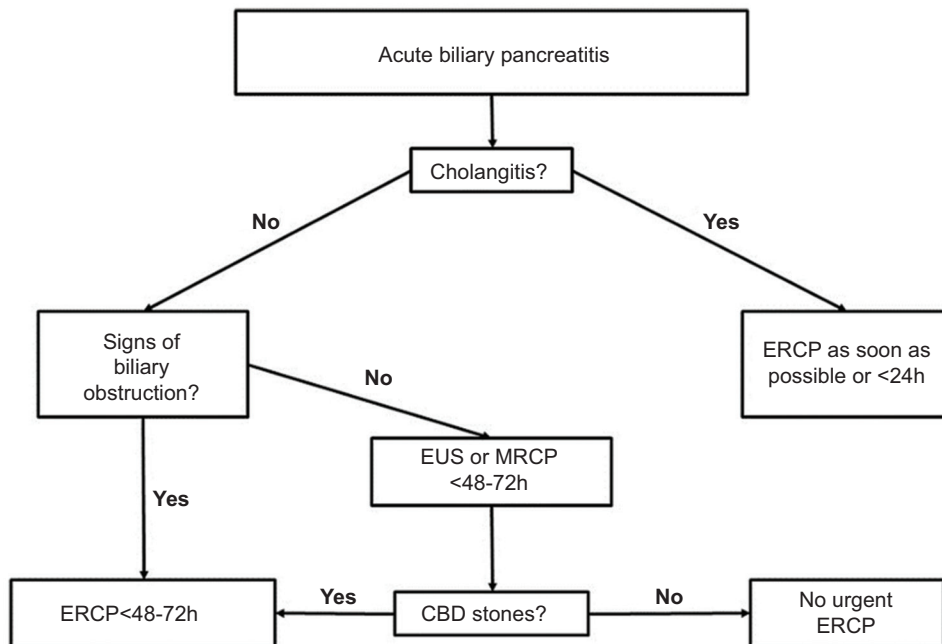 Acute biliary pancreatitis
Cholangitis?
No
Yes
Signs of
biliary
obstruction?
ERCP as soon as
possible or <24h
No
EUS or MRCP
<48-72h
Yes
ERCP<48-72h
Yes
CBD stones?
No
No urgent
ERCP